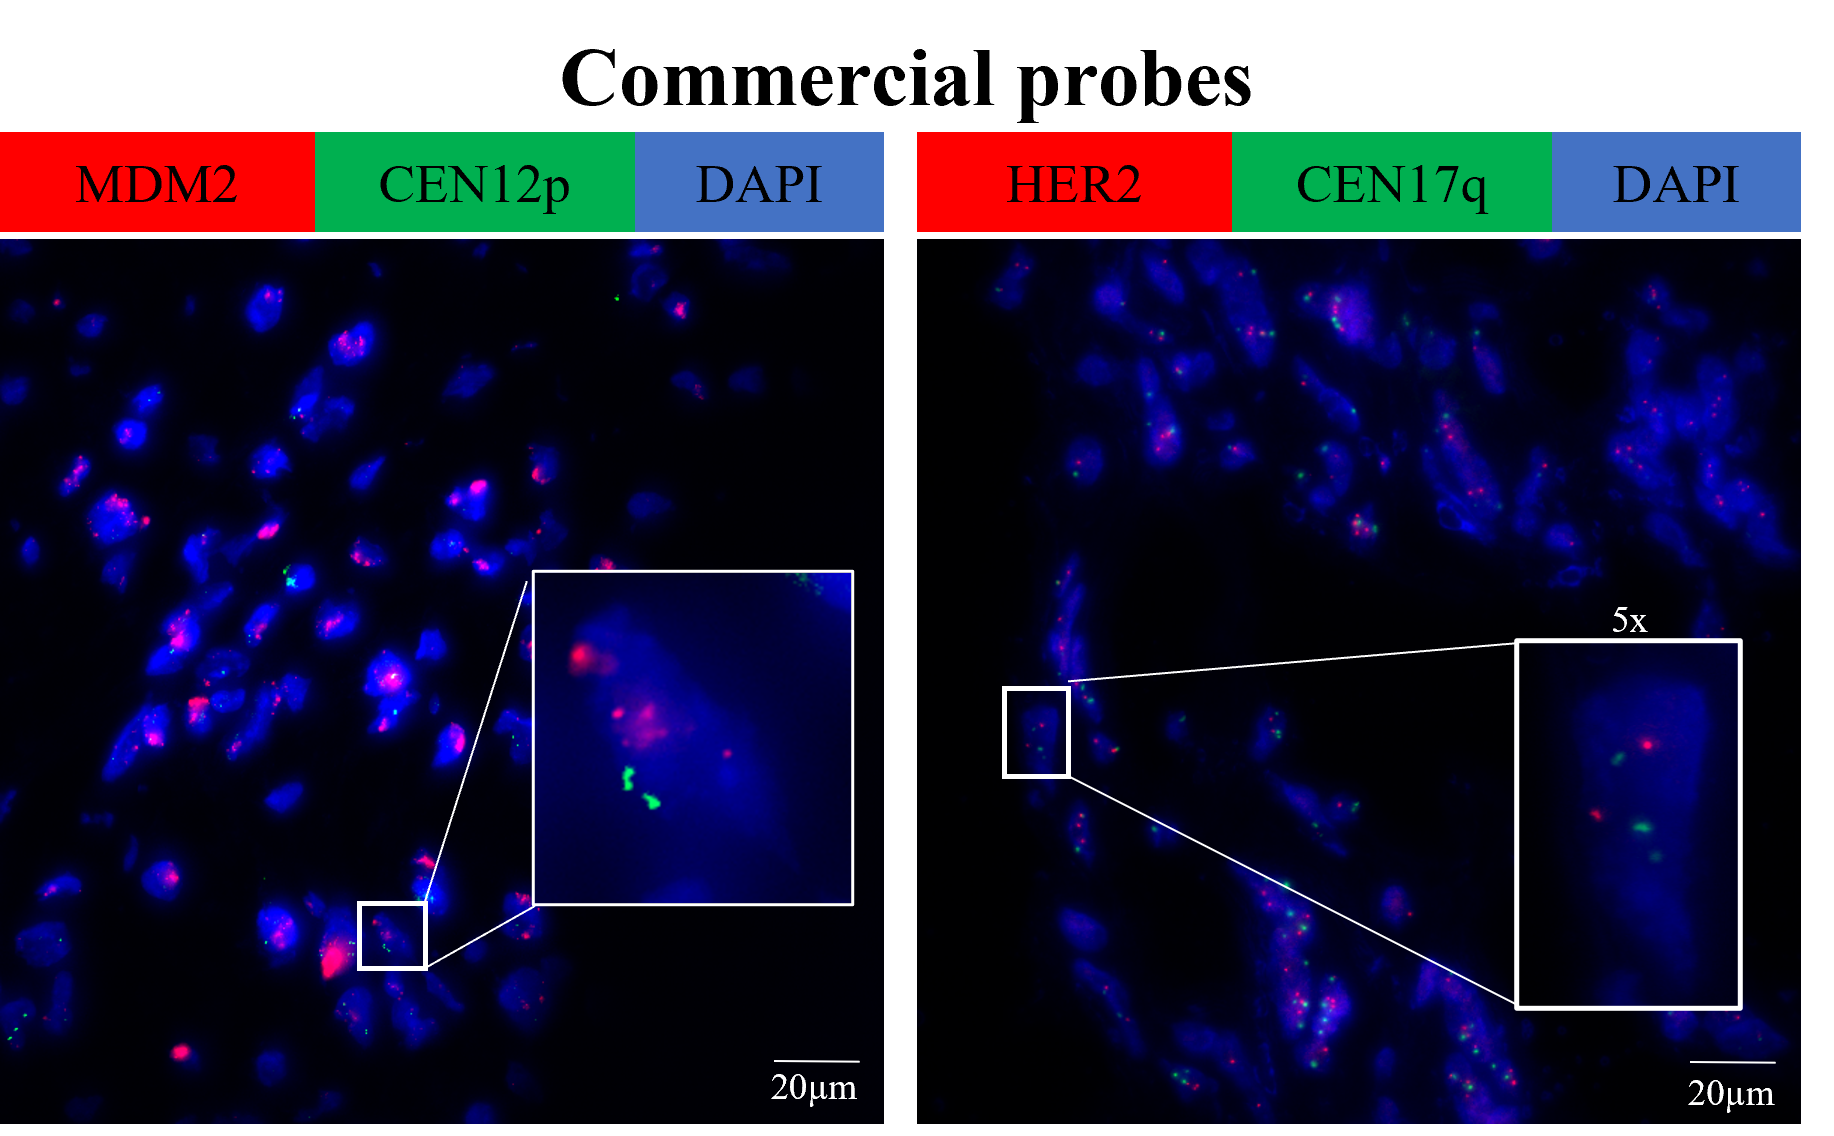 Commercial probes
MDM2 CEN12p DAPI
HER2 CEN17q DAPI
5x
20µm
20µm